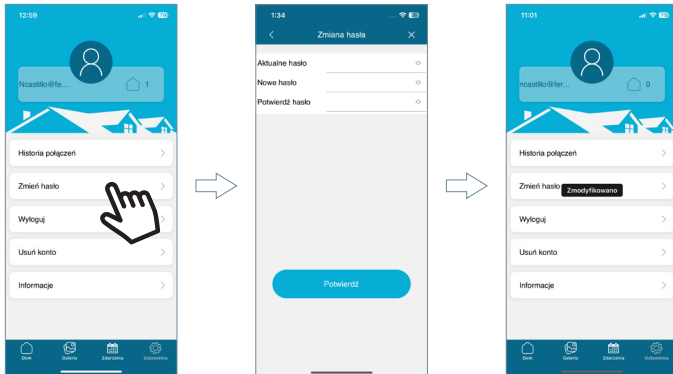 12:59
Ncastillo@fe...
1
Historia połączeń
Zmień hasło
Wyloguj
Usuń konto
Informacje
Dom
Galeria
Zdarzenia
Ustawienia
1:34
Zmiana hasła
Aktualne hasło
Nowe hasło
Potwierdź hasło
Potwierdź
11:01
ncastillo@fer...
0
Historia połączeń
Zmień hasło
Zmodyfikowano
Wyloguj
Usuń konto
Informacje
Dom
Galeria
Zdarzenia
Ustawienia